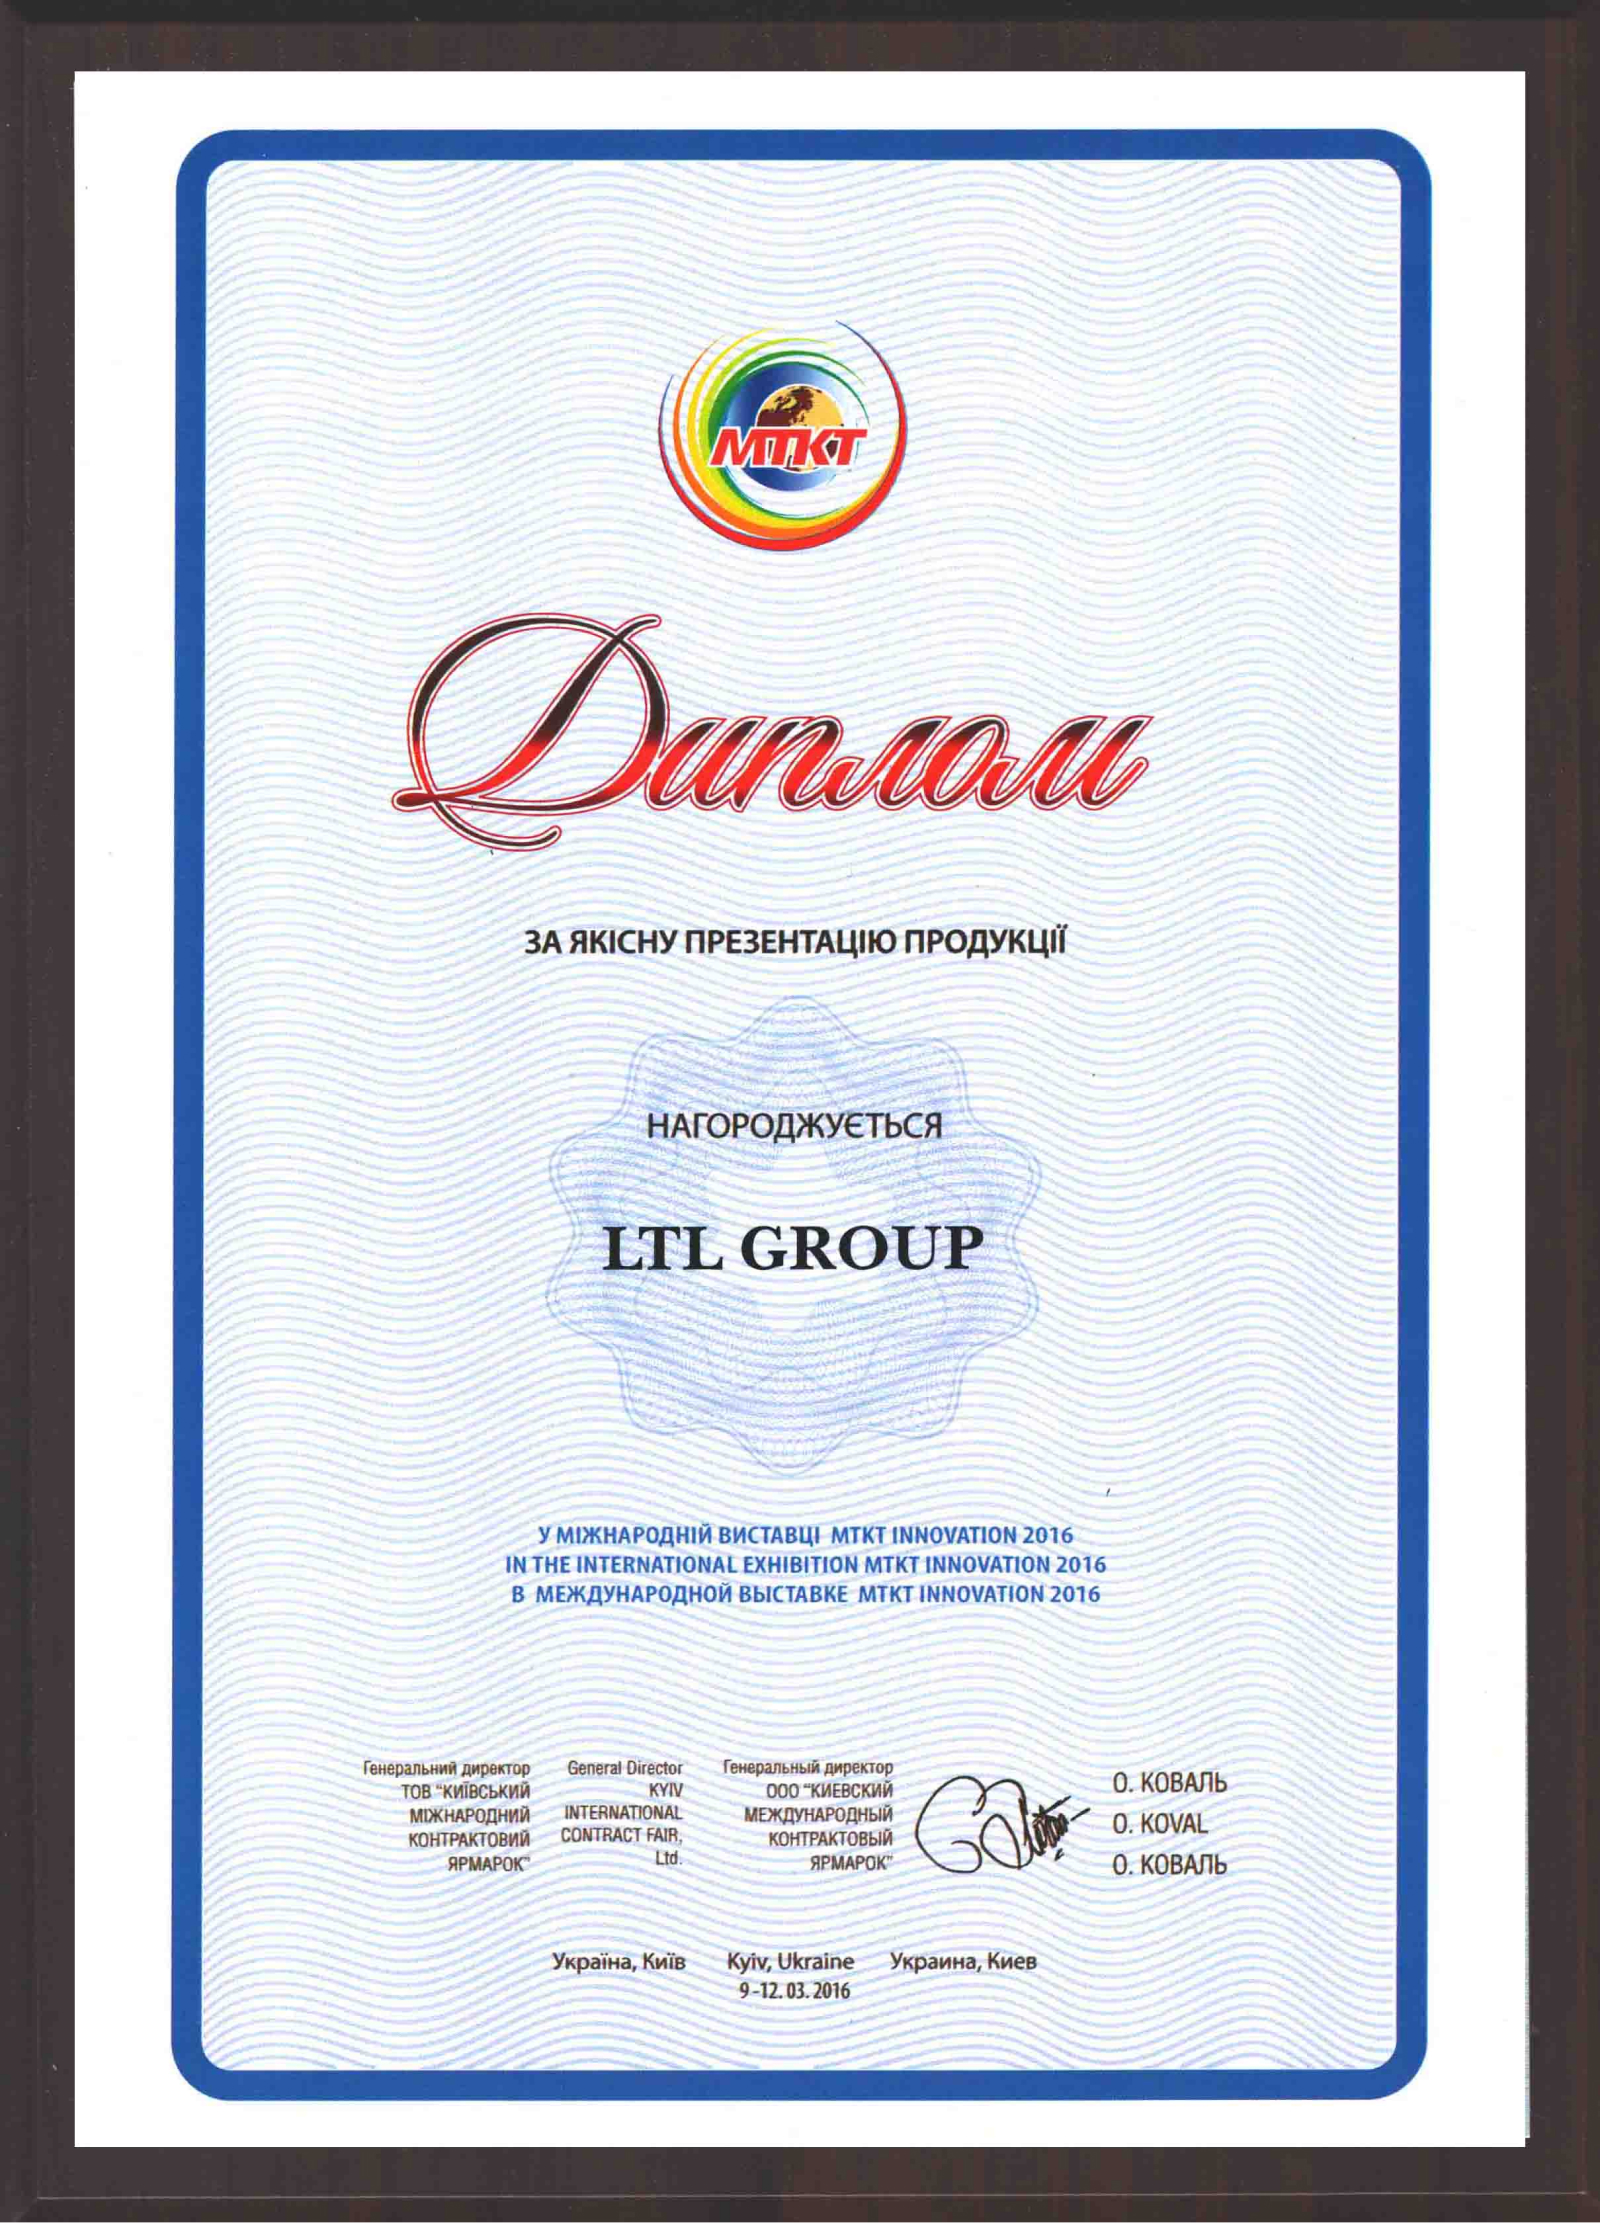 МТКТ
Диплом
ЗА ЯКІСНУ ПРЕЗЕНТАЦІЮ ПРОДУКЦІЇ
НАГОРОДЖУЄТЬСЯ
LTL GROUP
У МІЖНАРОДНІЙ ВИСТАВЦІ МТКТ INNOVATION 2016
IN THE INTERNATIONAL EXHIBITION MTKT INNOVATION 2016
В МЕЖДУНАРОДНОЙ ВЫСТАВКЕ МТКТ INNOVATION 2016
Генеральний директор
ТОВ "КИЇВСЬКИЙ
МІЖНАРОДНИЙ
КОНТРАКТОВИЙ
ЯРМАРОК"
General Director
KYIV
INTERNATIONAL
CONTRACT FAIR,
Ltd.
Генеральный директор
ООО "КИЕВСКИЙ
МЕЖДУНАРОДНЫЙ
КОНТРАКТОВЫЙ
ЯРМАРОК"
О. КОВАЛЬ
O. KOVAL
О. КОВАЛЬ
Україна, Київ Kyiv, Ukraine Украина, Киев
9-12. 03. 2016